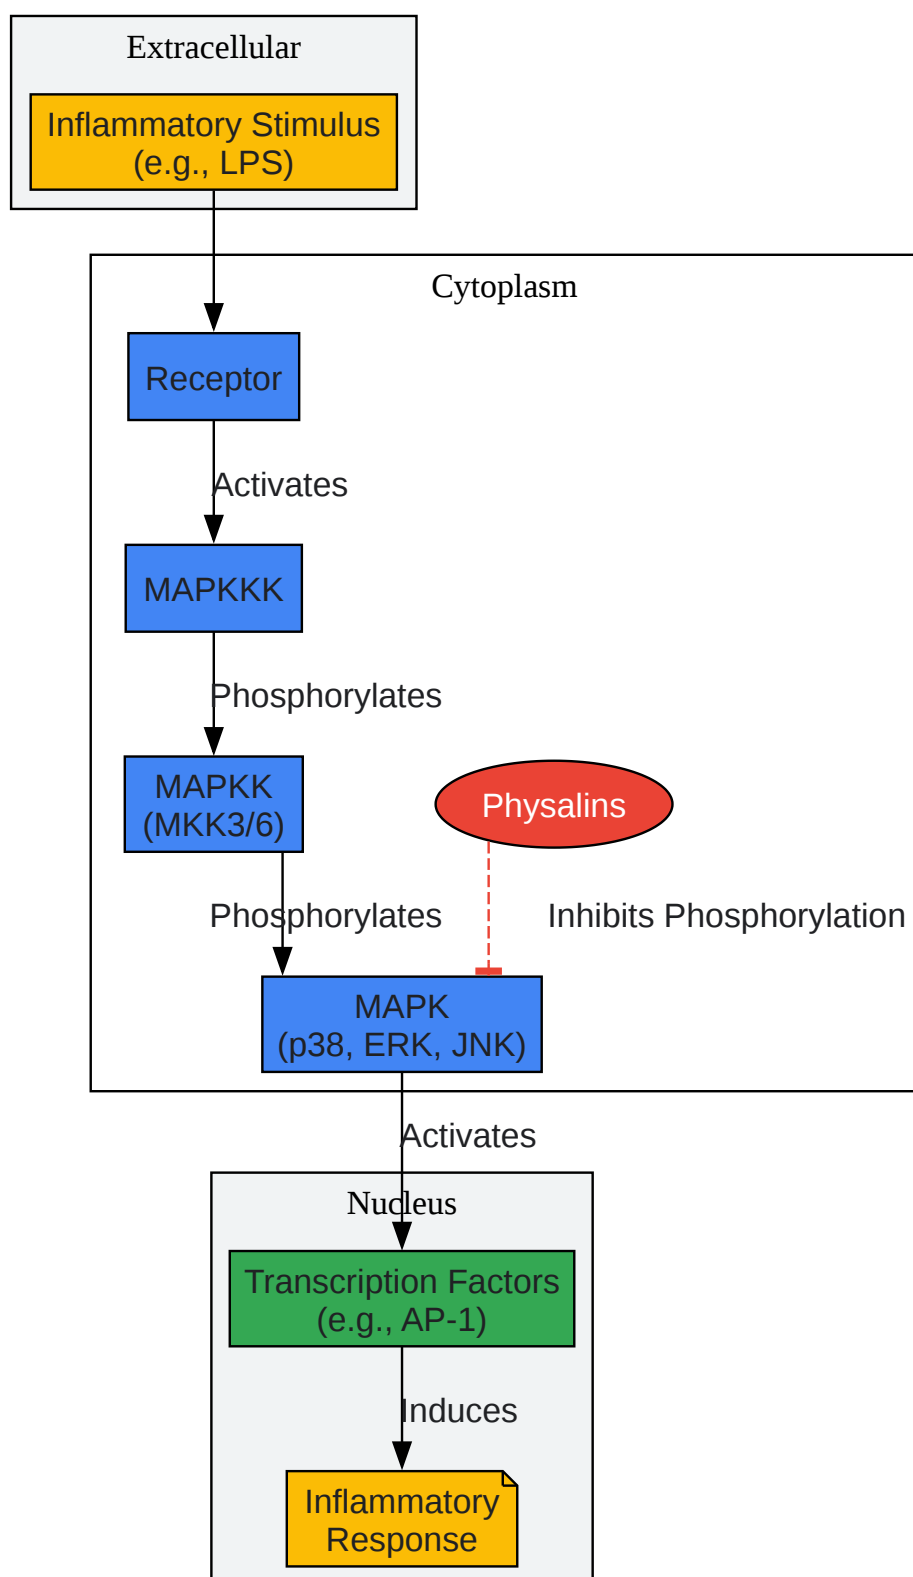 Extracellular
Inflammatory Stimulus
(e.g., LPS)
Cytoplasm
Receptor
Activates
MAPKKK
Phosphorylates
MAPKK
(MKK3/6)
Physalins
Phosphorylates
Inhibits Phosphorylation
MAPK
(p38, ERK, JNK)
Activates
Nucleus
Transcription Factors
(e.g., AP-1)
Induces
Inflammatory
Response